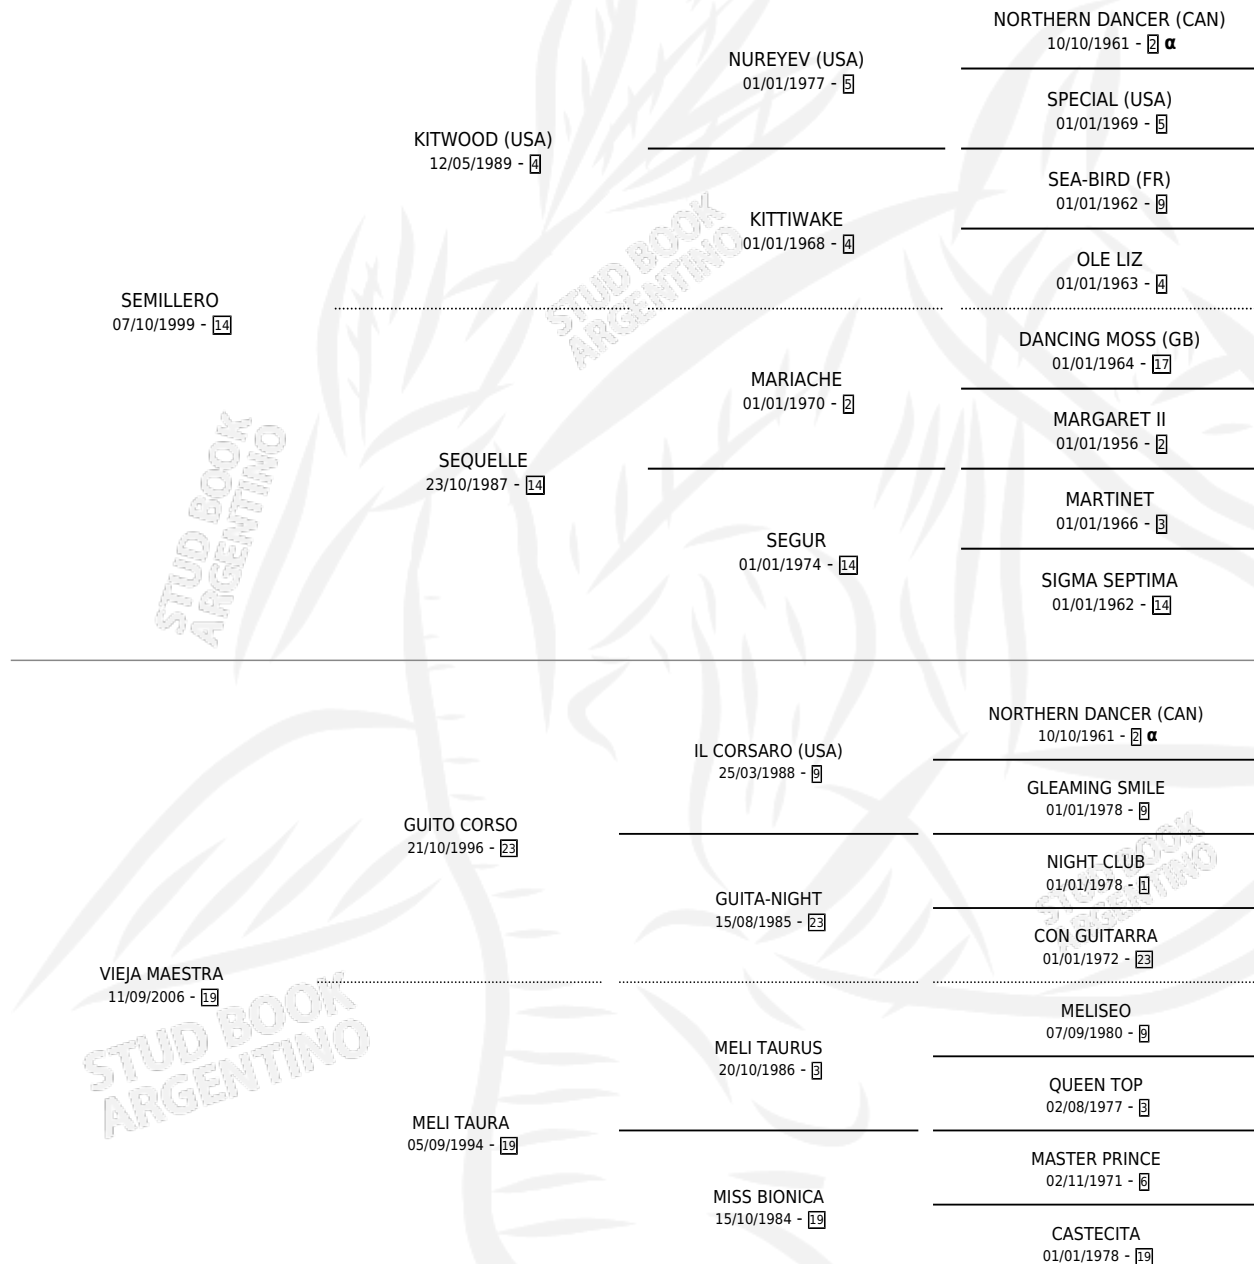 NORTHERN DANCER (CAN)
10/10/1961 - 2 α
NUREYEV (USA)
01/01/1977 - 5
SPECIAL (USA)
01/01/1969 - 5
KITWOOD (USA)
12/05/1989 - 4
SEA-BIRD (FR)
01/01/1962 - 9
KITTIWAKE
01/01/1968 - 4
OLE LIZ
01/01/1963 - 4
SEMILLERO
07/10/1999 - 14
DANCING MOSS (GB)
01/01/1964 - 17
MARIACHE
01/01/1970 - 2
MARGARET II
01/01/1956 - 2
SEQUELLE
23/10/1987 - 14
MARTINET
01/01/1966 - 3
SEGUR
01/01/1974 - 14
SIGMA SEPTIMA
01/01/1962 - 14
STUD BOOK
ARGENTINO
STUD BOOK
ARGENTINO
NORTHERN DANCER (CAN)
10/10/1961 - 2 α
IL CORSARO (USA)
25/03/1988 - 9
GLEAMING SMILE
01/01/1978 - 9
GUITO CORSO
21/10/1996 - 23
NIGHT CLUB
01/01/1978 - 1
GUITA-NIGHT
15/08/1985 - 23
CON GUITARRA
01/01/1972 - 23
VIEJA MAESTRA
11/09/2006 - 19
MELISEO
07/09/1980 - 9
MELI TAURUS
20/10/1986 - 3
QUEEN TOP
02/08/1977 - 3
MELI TAURA
05/09/1994 - 19
MASTER PRINCE
02/11/1971 - 6
MISS BIONICA
15/10/1984 - 19
CASTECITA
01/01/1978 - 19
STUD BOOK
ARGENTINO
STUD BOOK
ARGENTINO